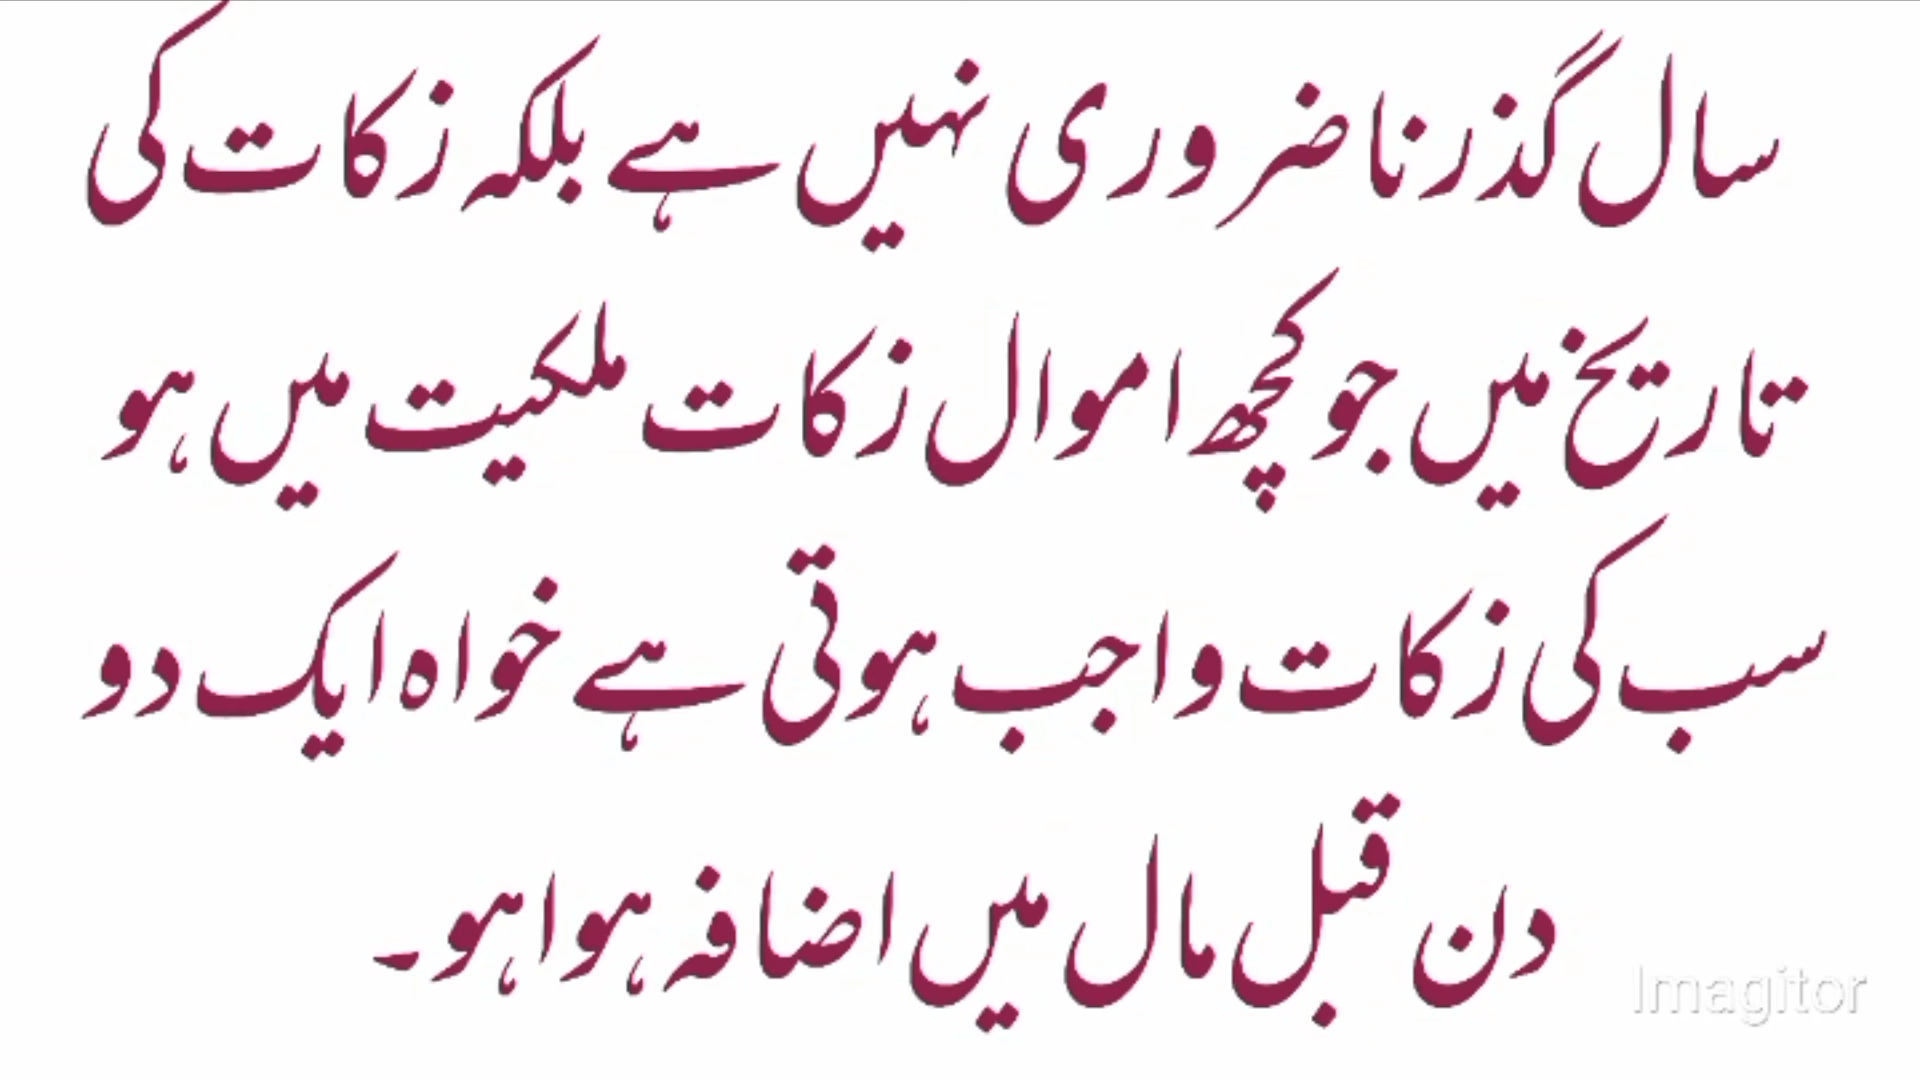 سال گذرنا ضروری نہیں ہے بلکہ زکات کی
تاریخ میں جو کچھ اموال زکات ملکیت میں ہو
سب کی زکات واجب ہوتی ہے خواہ ایک دو
دن قبل مال میں اضافہ ہوا ہو۔
Imagitor